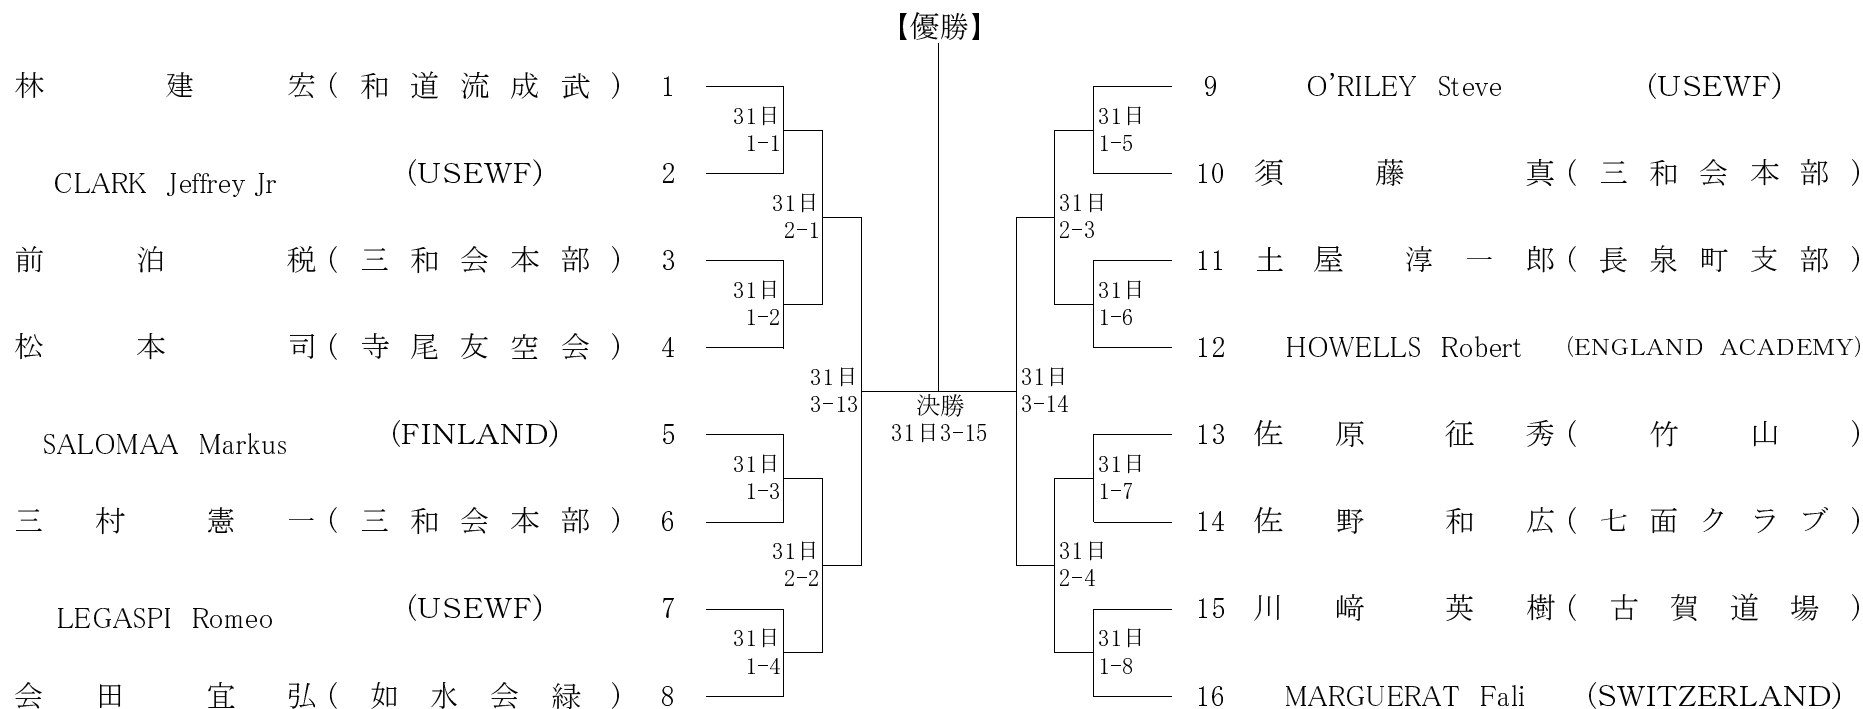 【優勝】
林建宏(和道流成武) 1
31日
1-1
CLARK Jeffrey Jr (USEWF) 2
31日
2-1
前泊税(三和会本部) 3
31日
1-2
松本司(寺尾友空会) 4
31日
3-13
SALOMAA Markus (FINLAND) 5
31日
1-3
三村憲一(三和会本部) 6
31日
2-2
LEGASPI Romeo (USEWF) 7
31日
1-4
会田宜弘(如水会緑) 8
決勝
31日3-15
9 O'RILEY Steve (USEWF)
31日
1-5
10 須藤真(三和会本部)
31日
2-3
11 土屋淳一郎(長泉町支部)
31日
1-6
12 HOWELLS Robert (ENGLAND ACADEMY)
31日
3-14
13 佐原征秀(竹山)
31日
1-7
14 佐野和広(七面クラブ)
31日
2-4
15 川﨑英樹(古賀道場)
31日
1-8
16 MARGUERAT Fali (SWITZERLAND)